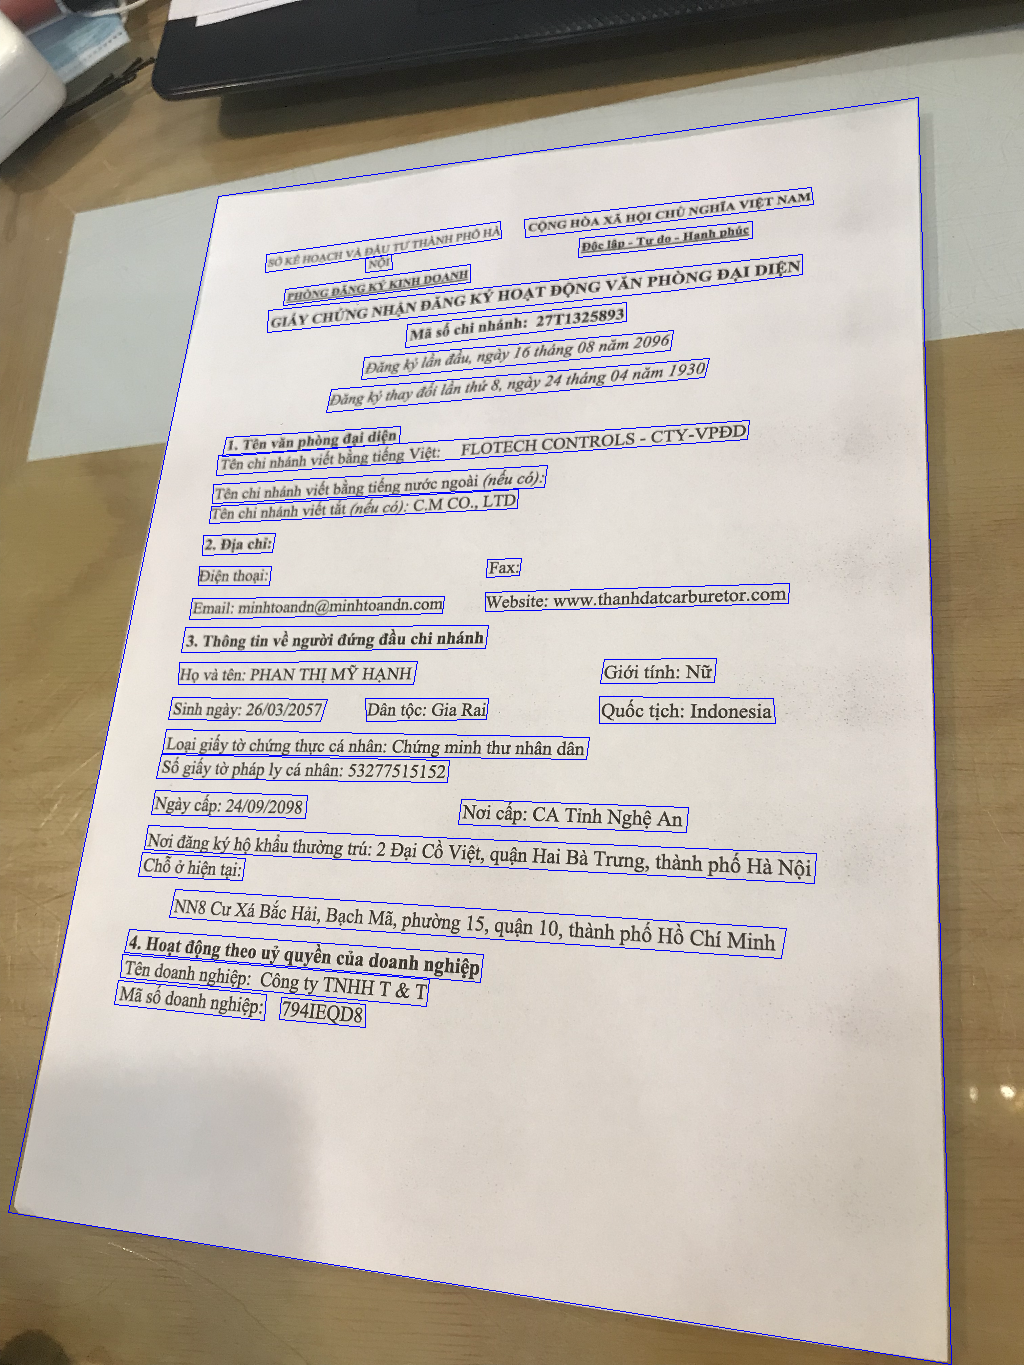 SỞ KẾ HOẠCH VÀ ĐẦU TƯ THÀNH PHỐ HÀ NỘI
CỘNG HÒA XÃ HỘI CHỦ NGHĨA VIỆT NAM
Độc lập - Tự do - Hạnh phúc
PHÒNG ĐĂNG KÝ KINH DOANH
GIẤY CHỨNG NHẬN ĐĂNG KÝ HOẠT ĐỘNG VĂN PHÒNG ĐẠI DIỆN
Mã số chi nhánh: 27T1325893
Đăng ký lần đầu, ngày 16 tháng 08 năm 2096
Đăng ký thay đổi lần thứ 8, ngày 24 tháng 04 năm 1930
1. Tên văn phòng đại diện
Tên chi nhánh viết bằng tiếng Việt: FLOTECH CONTROLS - CTY-VPĐD
Tên chi nhánh viết bằng tiếng nước ngoài (nếu có):
Tên chi nhánh viết tắt (nếu có): C.M CO., LTD
2. Địa chỉ:
Điện thoại: Fax:
Email: minhtoandn@minhtoandn.com Website: www.thanhdatcarburetor.com
3. Thông tin về người đứng đầu chi nhánh
Họ và tên: PHAN THỊ MỸ HẠNH Giới tính: Nữ
Sinh ngày: 26/03/2057 Dân tộc: Gia Rai Quốc tịch: Indonesia
Loại giấy tờ chứng thực cá nhân: Chứng minh thư nhân dân
Số giấy tờ pháp lý cá nhân: 53277515152
Ngày cấp: 24/09/2098 Nơi cấp: CA Tỉnh Nghệ An
Nơi đăng ký hộ khẩu thường trú: 2 Đại Cồ Việt, quận Hai Bà Trưng, thành phố Hà Nội
Chỗ ở hiện tại:
NN8 Cư Xá Bắc Hải, Bạch Mã, phường 15, quận 10, thành phố Hồ Chí Minh
4. Hoạt động theo uỷ quyền của doanh nghiệp
Tên doanh nghiệp: Công ty TNHH T & T
Mã số doanh nghiệp: 794IEQD8